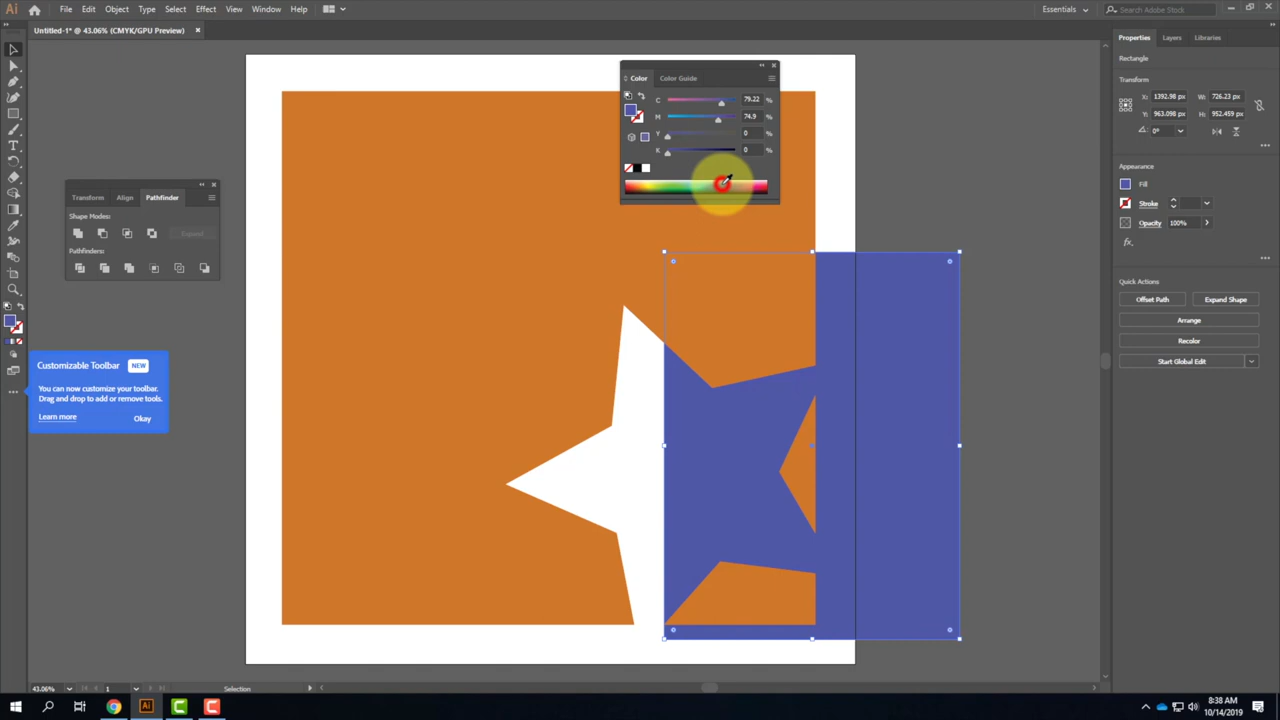 Ai File Edit Object Type Select Effect View Window Help Essentials Search Adobe Stock
Untitled-1* @ 43.06% (CMYK/GPU Preview)
Properties Layers Libraries
Rectangle
Transform
X: 1392.98 px W: 726.23 px
Y: 963.098 px H: 952.459 px
0°
Appearance
Fill
Stroke
Opacity 100%
fx
Quick Actions
Offset Path Expand Shape
Arrange
Recolor
Start Global Edit
Color Color Guide
C 79.22 %
M 74.9 %
Y 0 %
K 0 %
Transform Align Pathfinder
Shape Modes:
Expand
Pathfinders:
Customizable Toolbar NEW
You can now customize your toolbar.
Drag and drop to add or remove tools.
Learn more Okay
43.06% 1 Selection
Ai
8:38 AM
10/14/2019